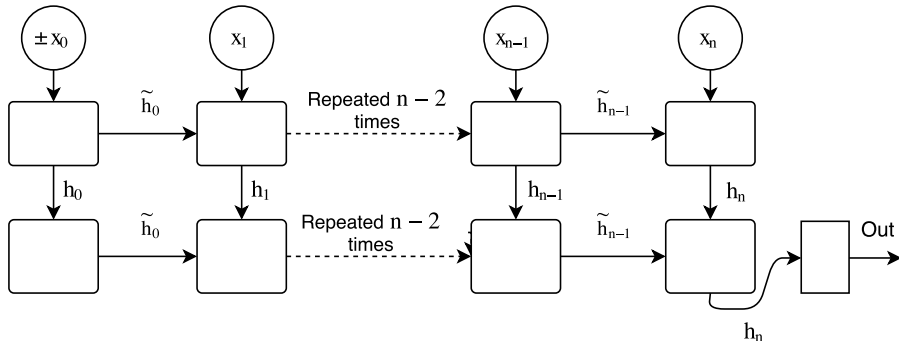 ± x₀
x₁
xₙ₋₁
xₙ
h̃₀
Repeated n − 2
times
h̃ₙ₋₁
h₀
h₁
hₙ₋₁
hₙ
h̃₀
Repeated n − 2
times
h̃ₙ₋₁
Out
hₙ